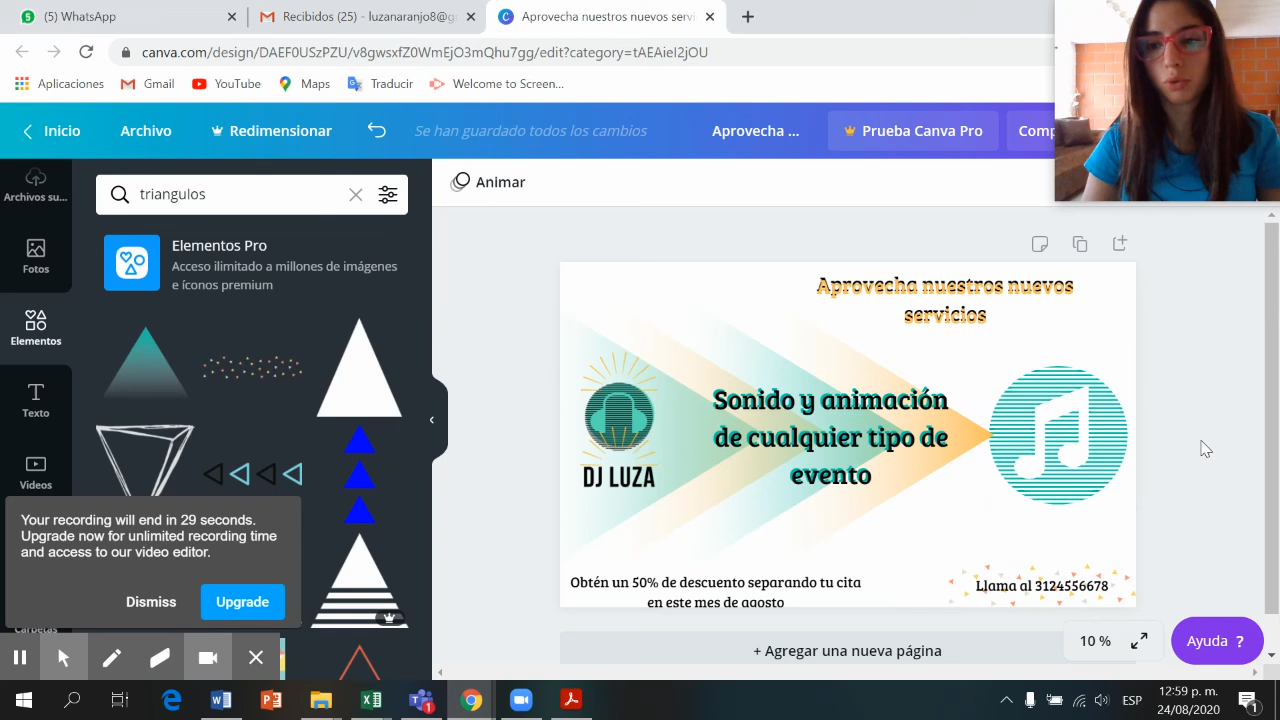 (5) WhatsApp
Recibidos (25) - luzanaranjo8@g
Aprovecha nuestros nuevos servi
canva.com/design/DAEF0USzPZU/v8gwsxfZ0WmEjO3mQhu7gg/edit?category=tAEAieI2jOU
Aplicaciones
Gmail
YouTube
Maps
Traducir
Welcome to Screen...
Inicio
Archivo
Redimensionar
Se han guardado todos los cambios
Aprovecha ...
Prueba Canva Pro
Comp
Archivos su...
Fotos
Elementos
Texto
Videos
Carpetas
triangulos
Elementos Pro
Acceso ilimitado a millones de imágenes
e íconos premium
Your recording will end in 29 seconds.
Upgrade now for unlimited recording time
and access to our video editor.
Dismiss
Upgrade
Animar
Aprovecha nuestros nuevos
servicios
DJ LUZA
Sonido y animación
de cualquier tipo de
evento
Obtén un 50% de descuento separando tu cita
en este mes de agosto
Llama al 3124556678
+ Agregar una nueva página
10 %
Ayuda ?
ESP
12:59 p. m.
24/08/2020